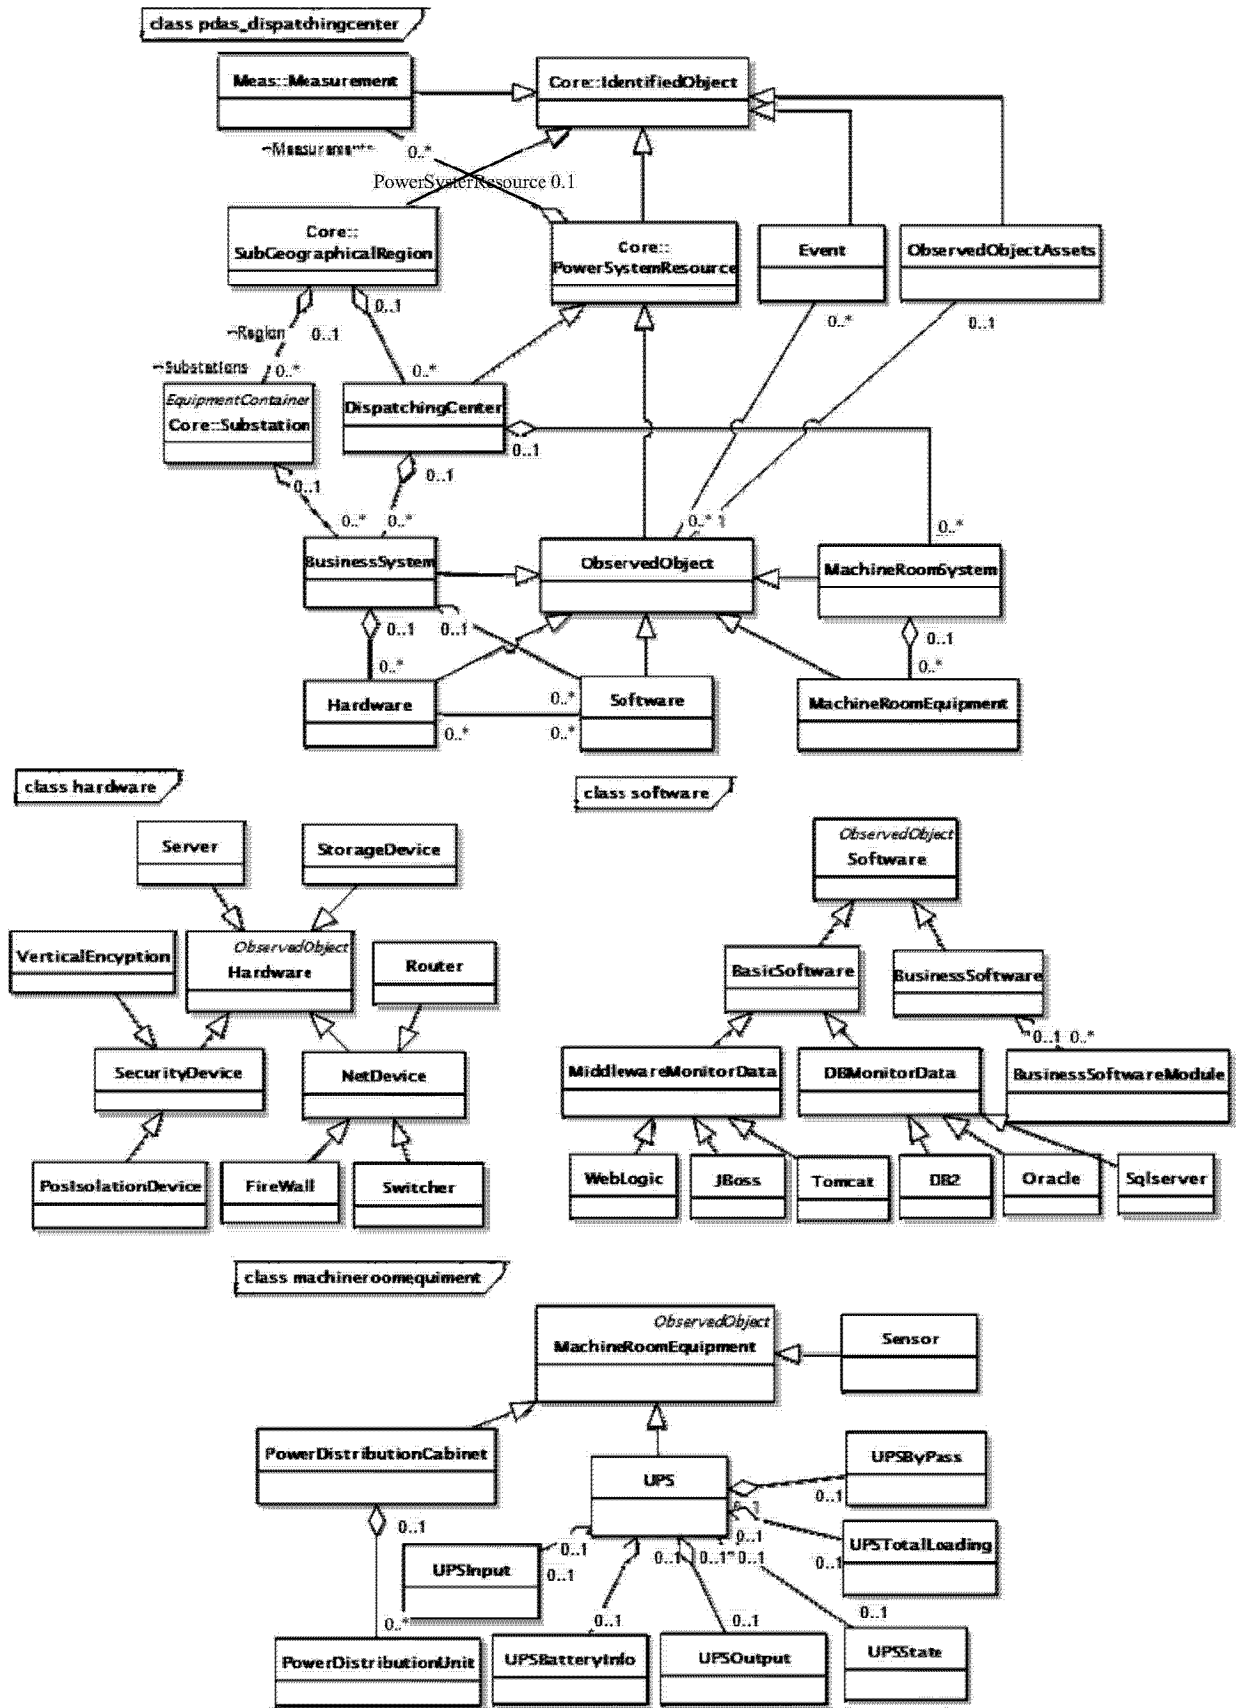 class pdas_dispatchingcenter
Meas::Measurement
Core::IdentifiedObject
~Measurements
0..*
PowerSysterResource 0.1
Core::
SubGeographicalRegion
Core::
PowerSystemResource
Event
ObservedObjectAssets
0..1
0..1
0..*
0..1
~Region
~Substations
0..*
0..*
EquipmentContainer
Core::Substation
DispatchingCenter
0..1
0..1
0..1
0..*
0..*
0..*
1
0..*
BusinessSystem
ObservedObject
MachineRoomSystem
0..1
0..1
0..1
0..*
0..*
0..*
Hardware
Software
MachineRoomEquipment
0..*
0..*
class hardware
class software
Server
StorageDevice
ObservedObject
Software
VerticalEncyption
ObservedObject
Hardware
Router
BasicSoftware
BusinessSoftware
0..1
0..*
SecurityDevice
NetDevice
MiddlewareMonitorData
DBMonitorData
BusinessSoftwareModule
PosIsolationDevice
FireWall
Switcher
WebLogic
JBoss
Tomcat
DB2
Oracle
Sqlserver
class machineroomequiment
ObservedObject
MachineRoomEquipment
Sensor
PowerDistributionCabinet
UPS
UPSByPass
0..1
0..1
0..1
0..1
0..1
0..1
0..1
0..1
UPSTotalLoading
UPSInput
0..1
0..1
0..*
0..1
0..1
0..1
PowerDistributionUnit
UPSBatteryInfo
UPSOutput
UPSState